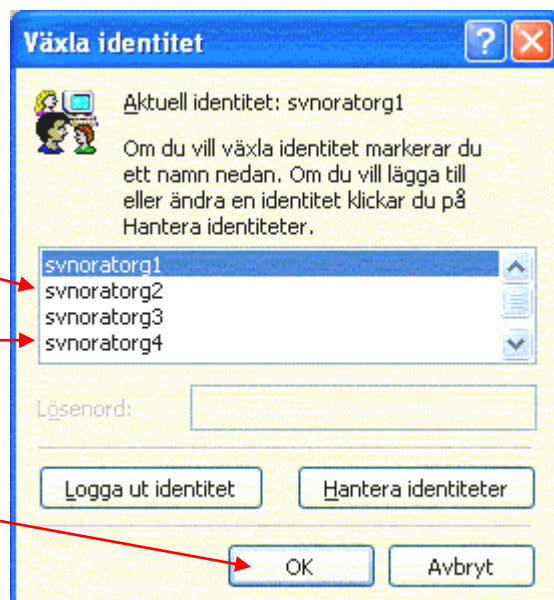 Växla identitet
Aktuell identitet: svnoratorg1
Om du vill växla identitet markerar du
ett namn nedan. Om du vill lägga till
eller ändra en identitet klickar du på
Hantera identiteter.
svnoratorg1
svnoratorg2
svnoratorg3
svnoratorg4
Lösenord:
Logga ut identitet
Hantera identiteter
OK
Avbryt